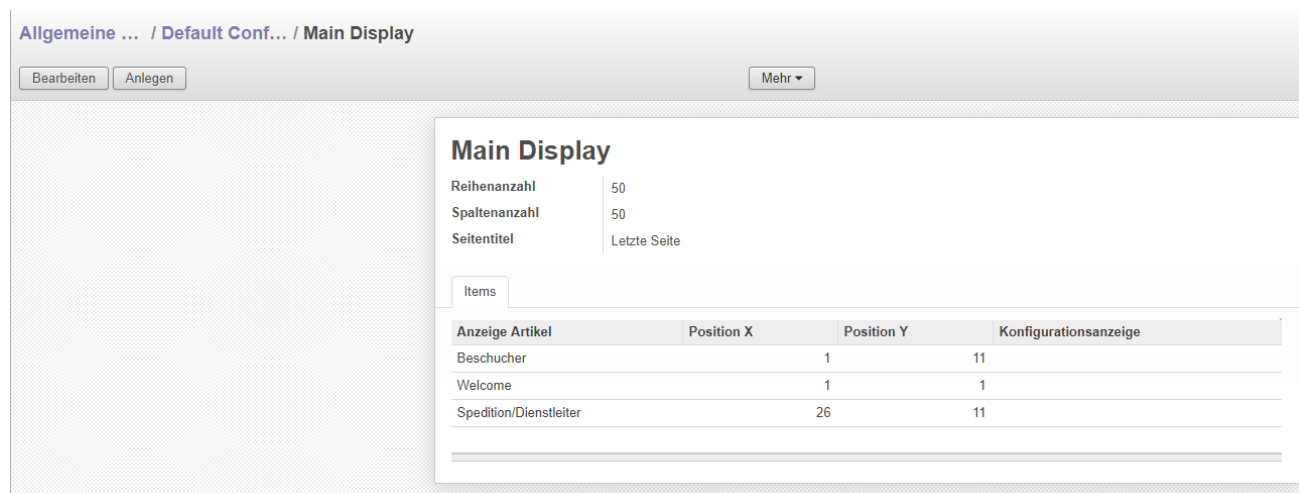 Allgemeine … / Default Conf… / Main Display
Bearbeiten Anlegen Mehr
Main Display
Reihenanzahl 50
Spaltenanzahl 50
Seitentitel Letzte Seite
Items
Anzeige Artikel Position X Position Y Konfigurationsanzeige
Beschucher 1 11
Welcome 1 1
Spedition/Dienstleiter 26 11